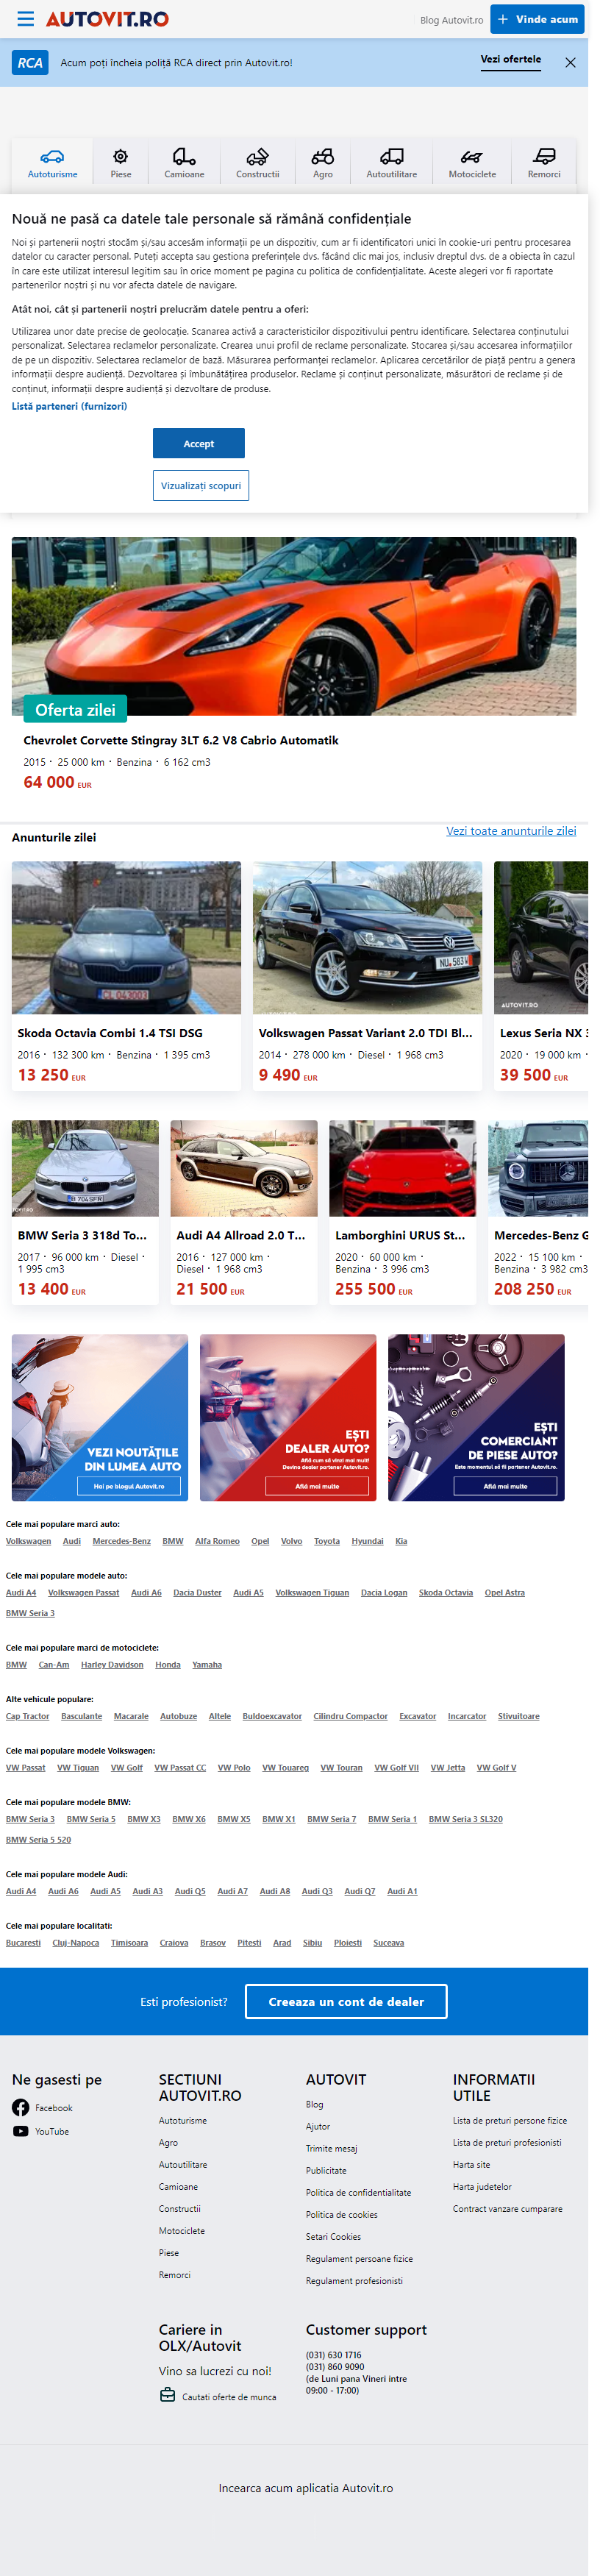 AUTOVIT.RO
Blog Autovit.ro
Vinde acum
RCA
Acum poți încheia poliță RCA direct prin Autovit.ro!
Vezi ofertele
Autoturisme
Piese
Camioane
Constructii
Agro
Autoutilitare
Motociclete
Remorci
Nouă ne pasă ca datele tale personale să rămână confidențiale
Noi și partenerii noștri stocăm și/sau accesăm informații pe un dispozitiv, cum ar fi identificatori unici în cookie-uri pentru procesarea
datelor cu caracter personal. Puteți accepta sau gestiona preferințele dvs. făcând clic mai jos, inclusiv dreptul dvs. de a obiecta în cazul
în care este utilizat interesul legitim sau în orice moment pe pagina cu politica de confidențialitate. Aceste alegeri vor fi raportate
partenerilor noștri și nu vor afecta datele de navigare.
Atât noi, cât și partenerii noștri prelucrăm datele pentru a oferi:
Utilizarea unor date precise de geolocație. Scanarea activă a caracteristicilor dispozitivului pentru identificare. Selectarea conținutului
personalizat. Selectarea reclamelor personalizate. Crearea unui profil de reclame personalizate. Stocarea și/sau accesarea informațiilor
de pe un dispozitiv. Selectarea reclamelor de bază. Măsurarea performanței reclamelor. Aplicarea cercetărilor de piață pentru a genera
informații despre audiență. Dezvoltarea și îmbunătățirea produselor. Reclame și conținut personalizate, măsurători de reclame și de
conținut, informații despre audiență și dezvoltare de produse.
Listă parteneri (furnizori)
Accept
Vizualizați scopuri
Oferta zilei
Chevrolet Corvette Stingray 3LT 6.2 V8 Cabrio Automatik
2015 · 25 000 km · Benzina · 6 162 cm3
64 000 EUR
Anunturile zilei
Vezi toate anunturile zilei
AUTOVIT.RO
Skoda Octavia Combi 1.4 TSI DSG
2016 · 132 300 km · Benzina · 1 395 cm3
13 250 EUR
Volkswagen Passat Variant 2.0 TDI Bl...
2014 · 278 000 km · Diesel · 1 968 cm3
9 490 EUR
Lexus Seria NX 3
2020 · 19 000 km ·
39 500 EUR
BMW Seria 3 318d To...
2017 · 96 000 km · Diesel ·
1 995 cm3
13 400 EUR
Audi A4 Allroad 2.0 T...
2016 · 127 000 km ·
Diesel · 1 968 cm3
21 500 EUR
Lamborghini URUS St...
2020 · 60 000 km ·
Benzina · 3 996 cm3
255 500 EUR
Mercedes-Benz G
2022 · 15 100 km ·
Benzina · 3 982 cm3
208 250 EUR
VEZI NOUTĂȚILE
DIN LUMEA AUTO
Hai pe blogul Autovit.ro
EȘTI
DEALER AUTO?
Află cum să vinzi mai mult!
Devino dealer partener Autovit.ro.
Află mai multe
EȘTI
COMERCIANT
DE PIESE AUTO?
Este momentul să fii partener Autovit.ro.
Află mai multe
Cele mai populare marci auto:
Volkswagen Audi Mercedes-Benz BMW Alfa Romeo Opel Volvo Toyota Hyundai Kia
Cele mai populare modele auto:
Audi A4 Volkswagen Passat Audi A6 Dacia Duster Audi A5 Volkswagen Tiguan Dacia Logan Skoda Octavia Opel Astra
BMW Seria 3
Cele mai populare marci de motociclete:
BMW Can-Am Harley Davidson Honda Yamaha
Alte vehicule populare:
Cap Tractor Basculante Macarale Autobuze Altele Buldoexcavator Cilindru Compactor Excavator Incarcator Stivuitoare
Cele mai populare modele Volkswagen:
VW Passat VW Tiguan VW Golf VW Passat CC VW Polo VW Touareg VW Touran VW Golf VII VW Jetta VW Golf V
Cele mai populare modele BMW:
BMW Seria 3 BMW Seria 5 BMW X3 BMW X6 BMW X5 BMW X1 BMW Seria 7 BMW Seria 1 BMW Seria 3 SL320
BMW Seria 5 520
Cele mai populare modele Audi:
Audi A4 Audi A6 Audi A5 Audi A3 Audi Q5 Audi A7 Audi A8 Audi Q3 Audi Q7 Audi A1
Cele mai populare localitati:
Bucaresti Cluj-Napoca Timisoara Craiova Brasov Pitesti Arad Sibiu Ploiesti Suceava
Esti profesionist?
Creeaza un cont de dealer
Ne gasesti pe
Facebook
YouTube
SECTIUNI
AUTOVIT.RO
Autoturisme
Agro
Autoutilitare
Camioane
Constructii
Motociclete
Piese
Remorci
AUTOVIT
Blog
Ajutor
Trimite mesaj
Publicitate
Politica de confidentialitate
Politica de cookies
Setari Cookies
Regulament persoane fizice
Regulament profesionisti
INFORMATII
UTILE
Lista de preturi persone fizice
Lista de preturi profesionisti
Harta site
Harta judetelor
Contract vanzare cumparare
Cariere in
OLX/Autovit
Vino sa lucrezi cu noi!
Cautati oferte de munca
Customer support
(031) 630 1716
(031) 860 9090
(de Luni pana Vineri intre
09:00 - 17:00)
Incearca acum aplicatia Autovit.ro